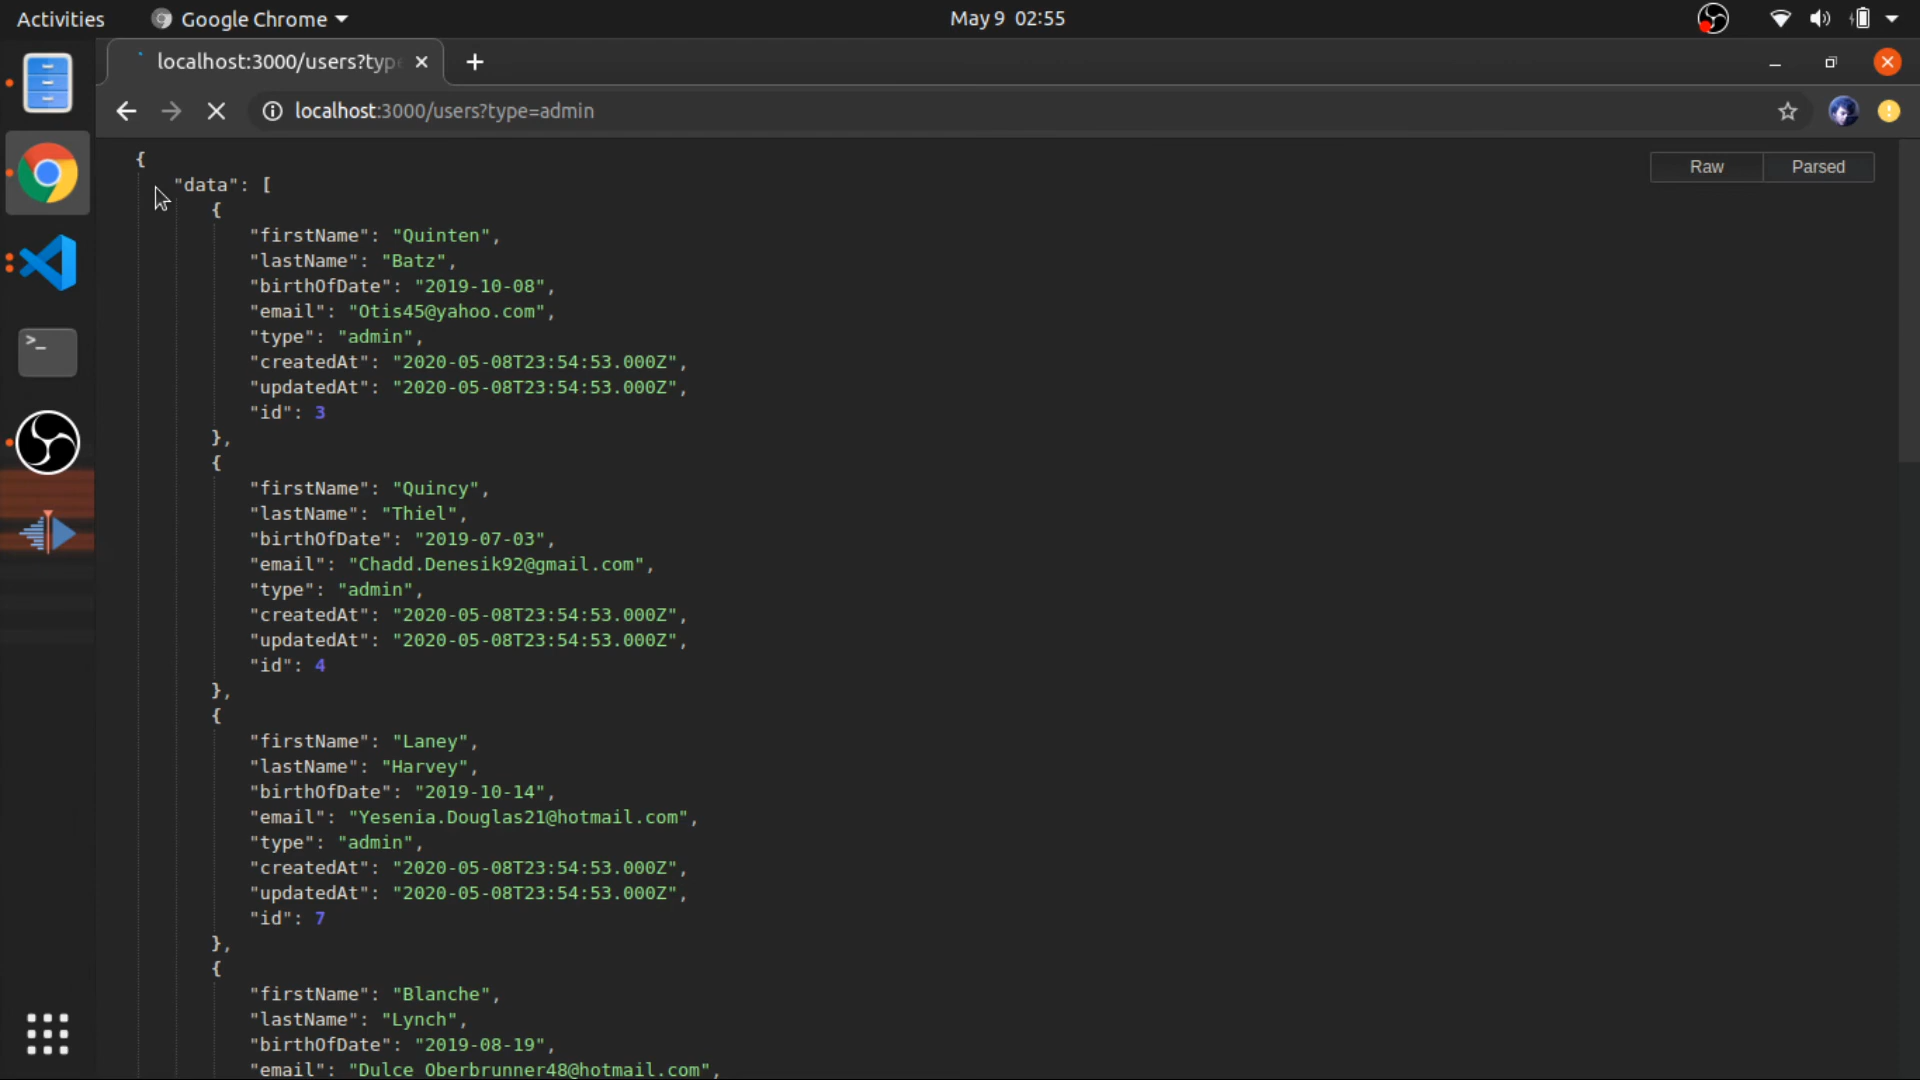 Activities
Google Chrome
May 9 02:55
localhost:3000/users?typ
localhost:3000/users?type=admin
Raw
Parsed
{
"data": [
{
"firstName": "Quinten",
"lastName": "Batz",
"birthOfDate": "2019-10-08",
"email": "Otis45@yahoo.com",
"type": "admin",
"createdAt": "2020-05-08T23:54:53.000Z",
"updatedAt": "2020-05-08T23:54:53.000Z",
"id": 3
},
{
"firstName": "Quincy",
"lastName": "Thiel",
"birthOfDate": "2019-07-03",
"email": "Chadd.Denesik92@gmail.com",
"type": "admin",
"createdAt": "2020-05-08T23:54:53.000Z",
"updatedAt": "2020-05-08T23:54:53.000Z",
"id": 4
},
{
"firstName": "Laney",
"lastName": "Harvey",
"birthOfDate": "2019-10-14",
"email": "Yesenia.Douglas21@hotmail.com",
"type": "admin",
"createdAt": "2020-05-08T23:54:53.000Z",
"updatedAt": "2020-05-08T23:54:53.000Z",
"id": 7
},
{
"firstName": "Blanche",
"lastName": "Lynch",
"birthOfDate": "2019-08-19",
"email": "Dulce_Oberbrunner48@hotmail.com",